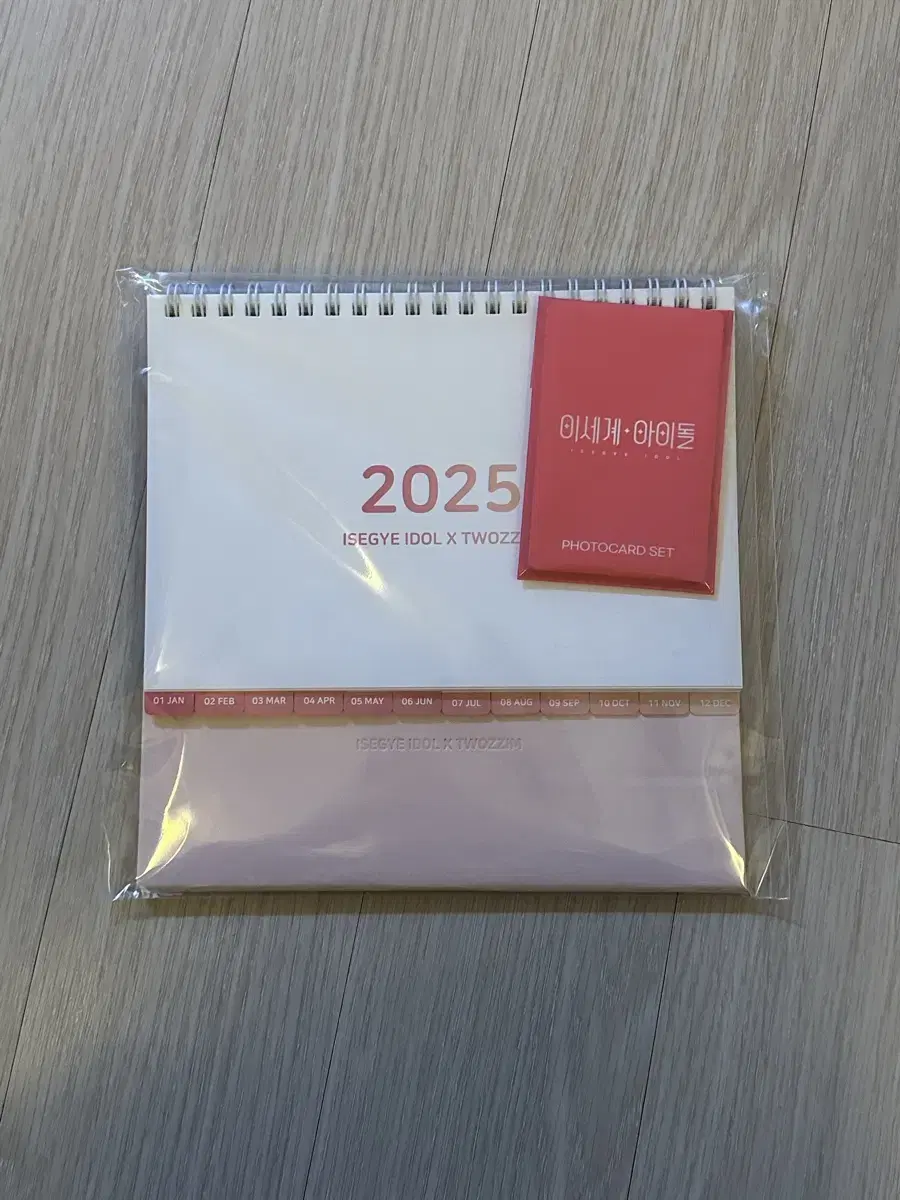 2025
ISEGYE IDOL X TWOZZ
이세계·아이돌
ISEGYE IDOL
PHOTOCARD SET
01 JAN 02 FEB 03 MAR 04 APR 05 MAY 06 JUN 07 JUL 08 AUG 09 SEP 10 OCT 11 NOV 12 DEC
ISEGYE IDOL X TWOZZIM